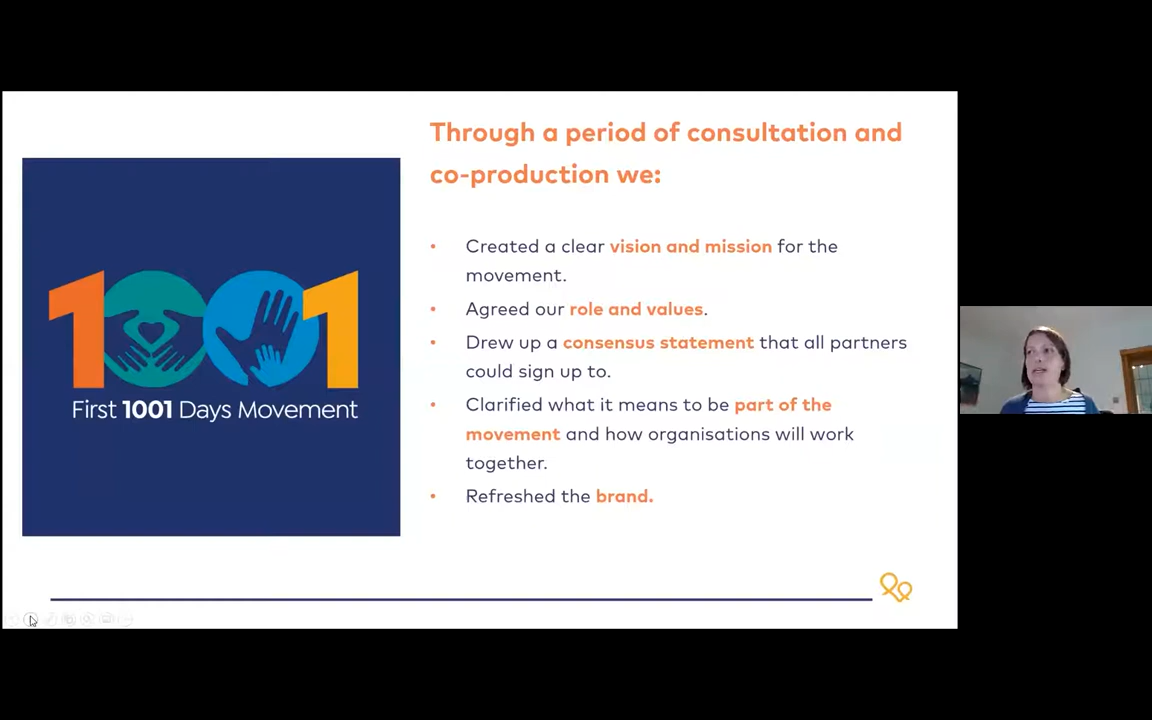 Through a period of consultation and
co-production we:
1001
First 1001 Days Movement
• Created a clear vision and mission for the
movement.
• Agreed our role and values.
• Drew up a consensus statement that all partners
could sign up to.
• Clarified what it means to be part of the
movement and how organisations will work
together.
• Refreshed the brand.